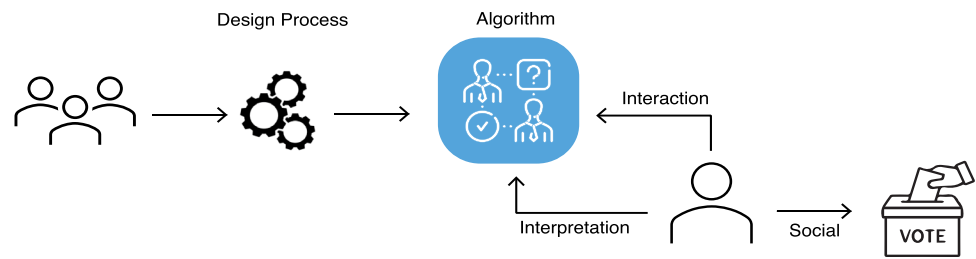 Design Process
Algorithm
?
Interaction
Interpretation
Social
VOTE